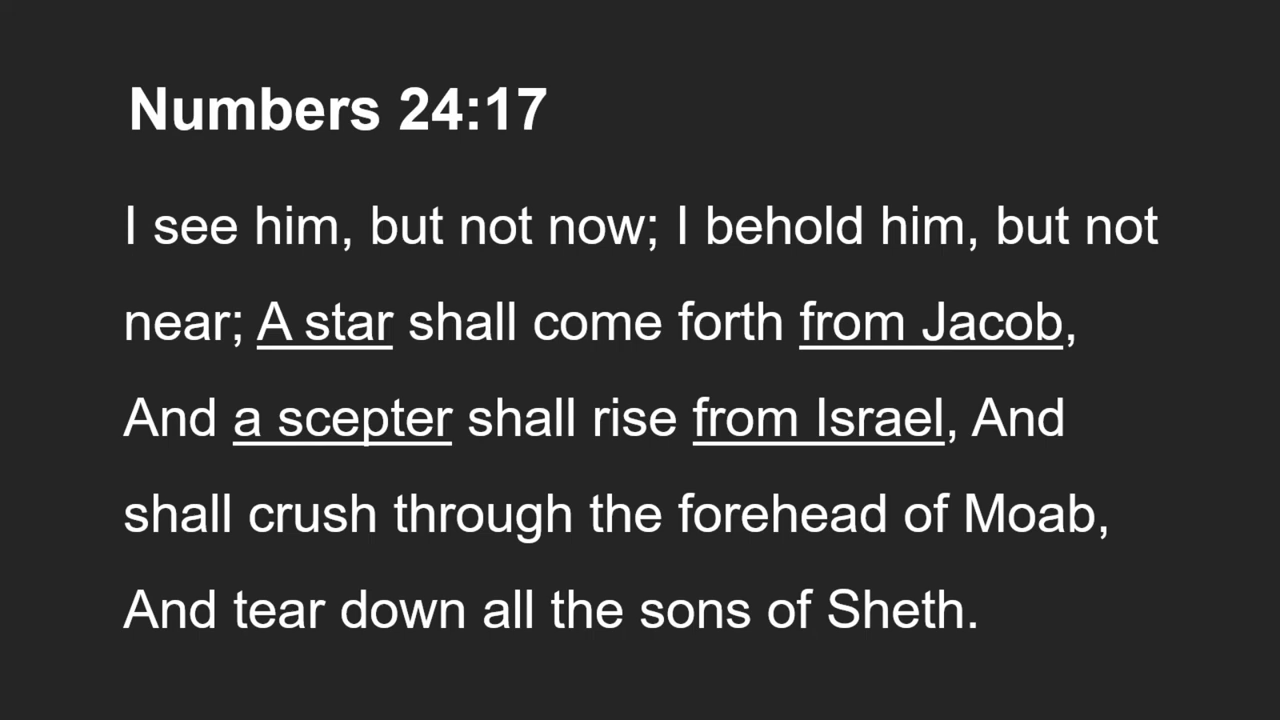 Numbers 24:17
I see him, but not now; I behold him, but not
near; A star shall come forth from Jacob,
And a scepter shall rise from Israel, And
shall crush through the forehead of Moab,
And tear down all the sons of Sheth.